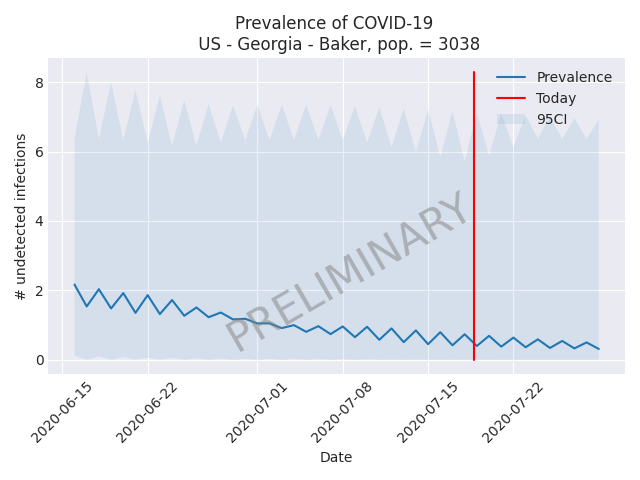 Prevalence of COVID-19
US - Georgia - Baker, pop. = 3038
Prevalence
Today
95CI
PRELIMINARY
# undetected infections
8
6
4
2
0
2020-06-15
2020-06-22
2020-07-01
2020-07-08
2020-07-15
2020-07-22
Date